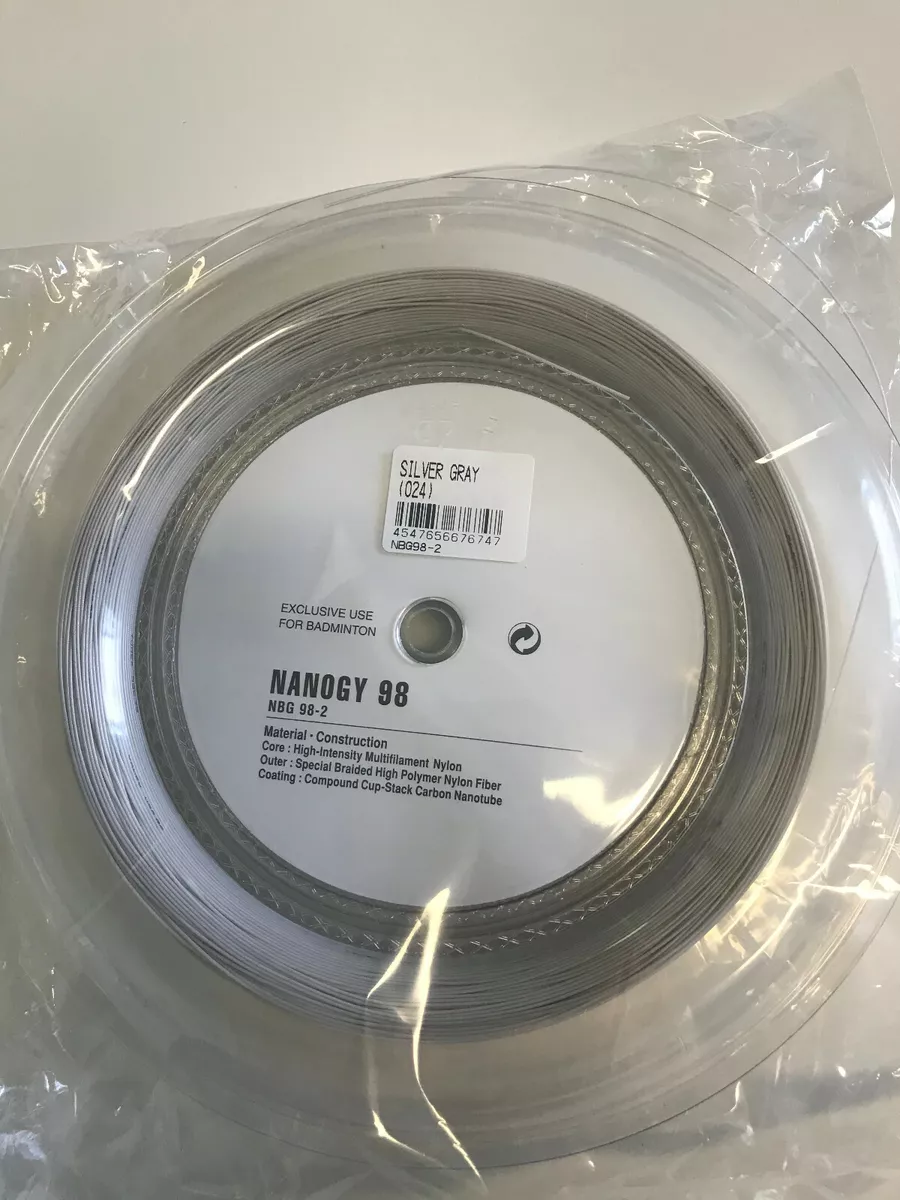 SILVER GRAY
(024)
4547656676747
NBG98-2
EXCLUSIVE USE
FOR BADMINTON
NANOGY 98
NBG 98-2
Material · Construction
Core : High-Intensity Multifilament Nylon
Outer : Special Braided High Polymer Nylon Fiber
Coating : Compound Cup-Stack Carbon Nanotube